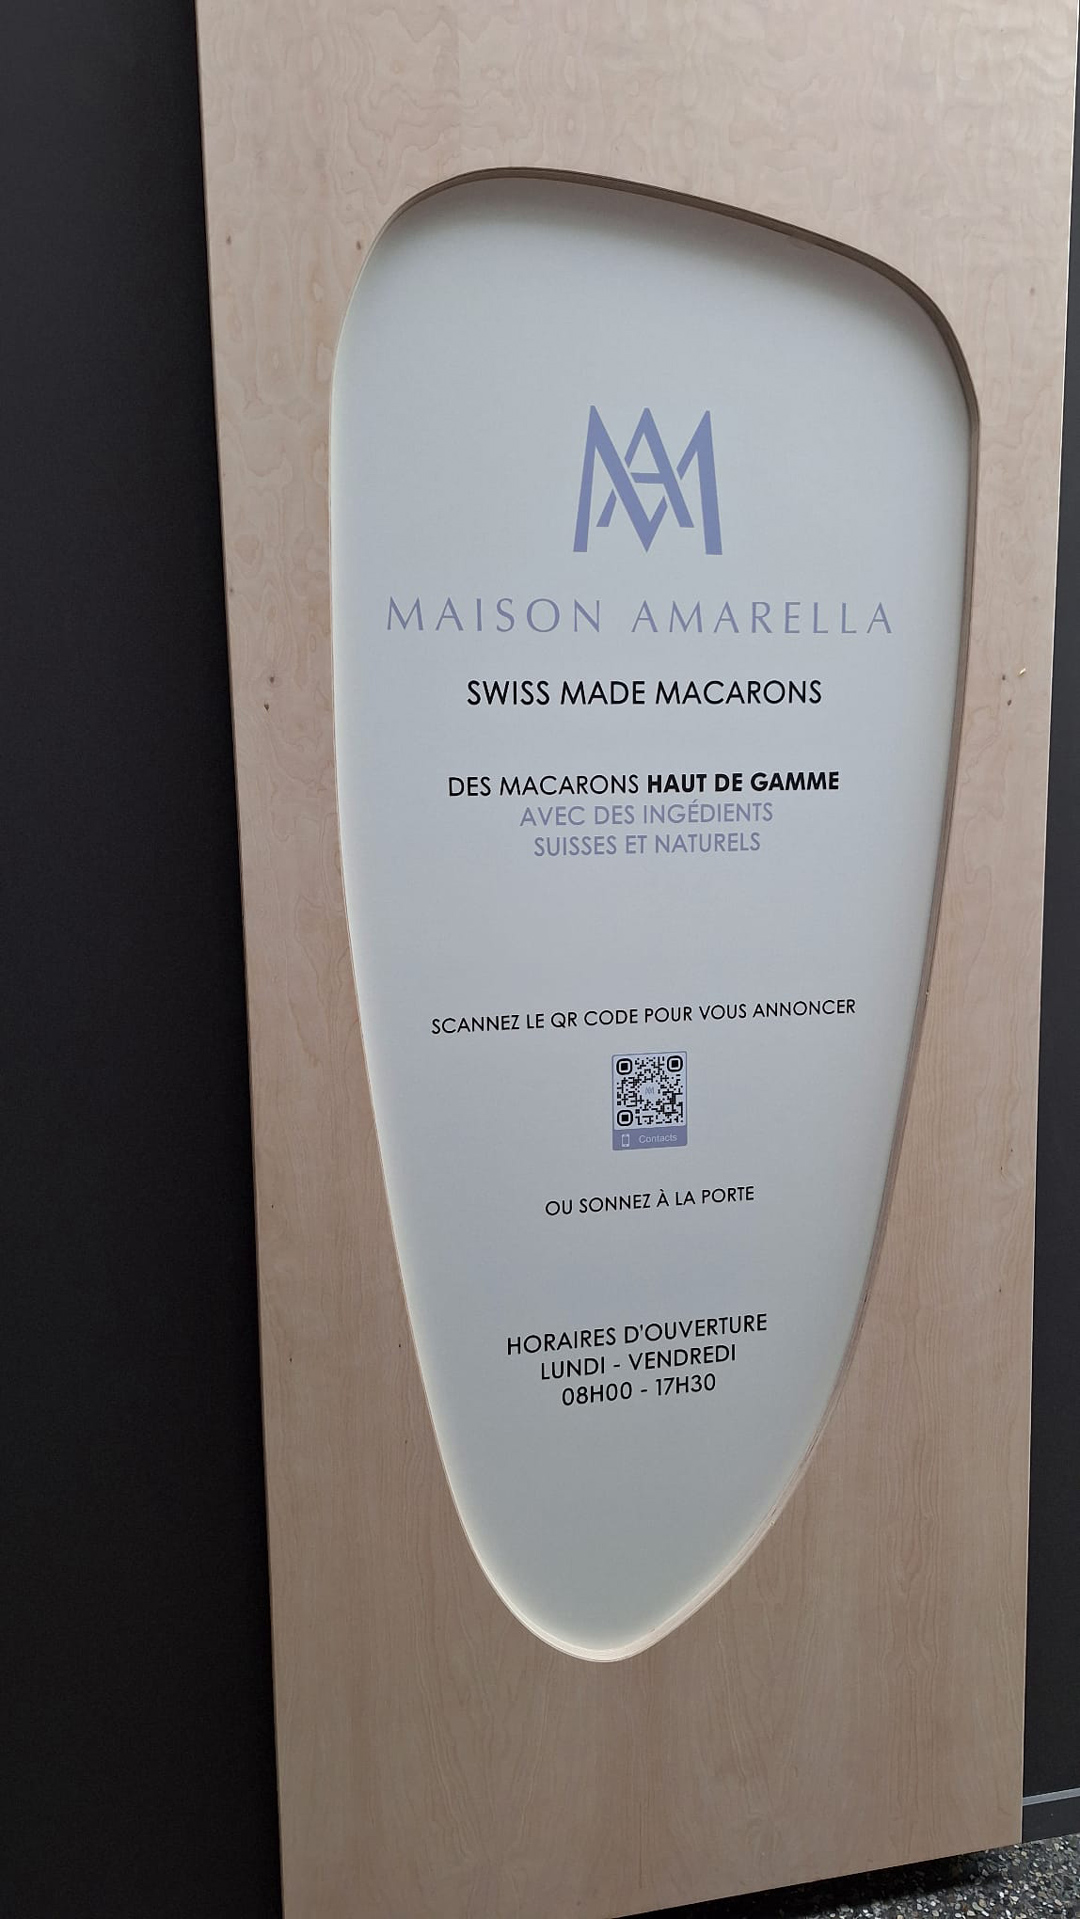 MA
MAISON AMARELLA
SWISS MADE MACARONS
DES MACARONS HAUT DE GAMME
AVEC DES INGÉDIENTS
SUISSES ET NATURELS
SCANNEZ LE QR CODE POUR VOUS ANNONCER
Contacts
OU SONNEZ À LA PORTE
HORAIRES D'OUVERTURE
LUNDI - VENDREDI
08H00 - 17H30